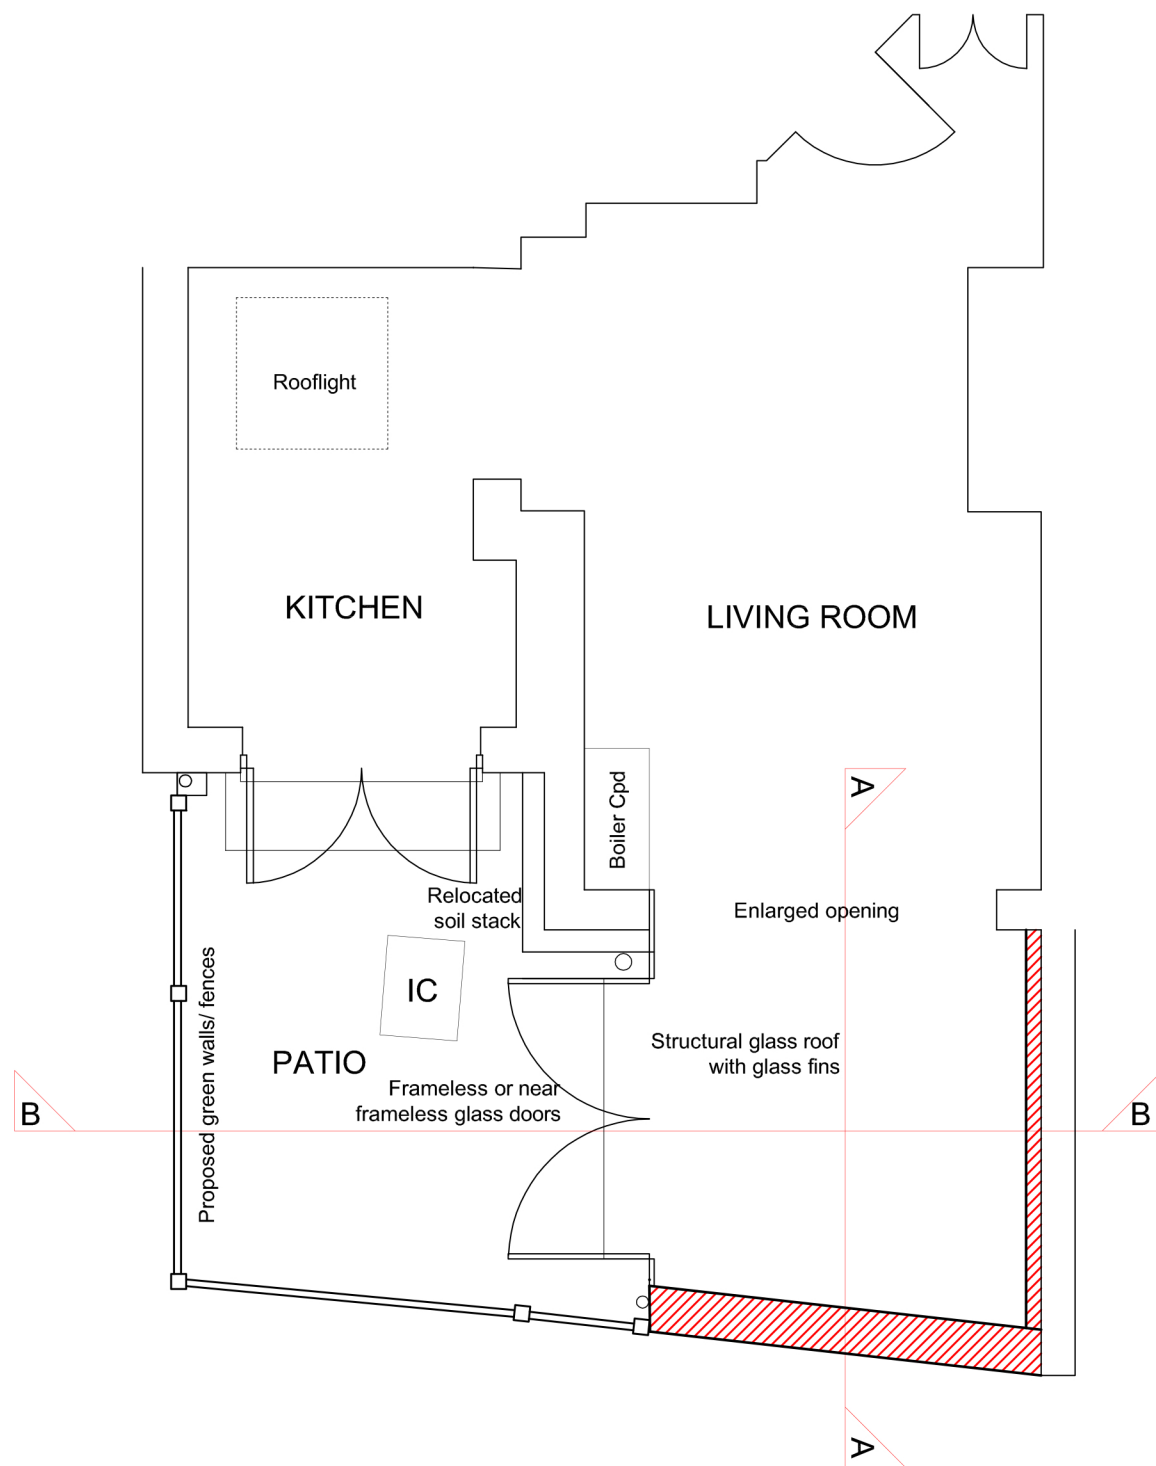 Rooflight
KITCHEN
LIVING ROOM
Boiler Cpd
A
Relocated
soil stack
Enlarged opening
IC
PATIO
Proposed green walls/ fences
Structural glass roof
with glass fins
Frameless or near
frameless glass doors
B
B
A